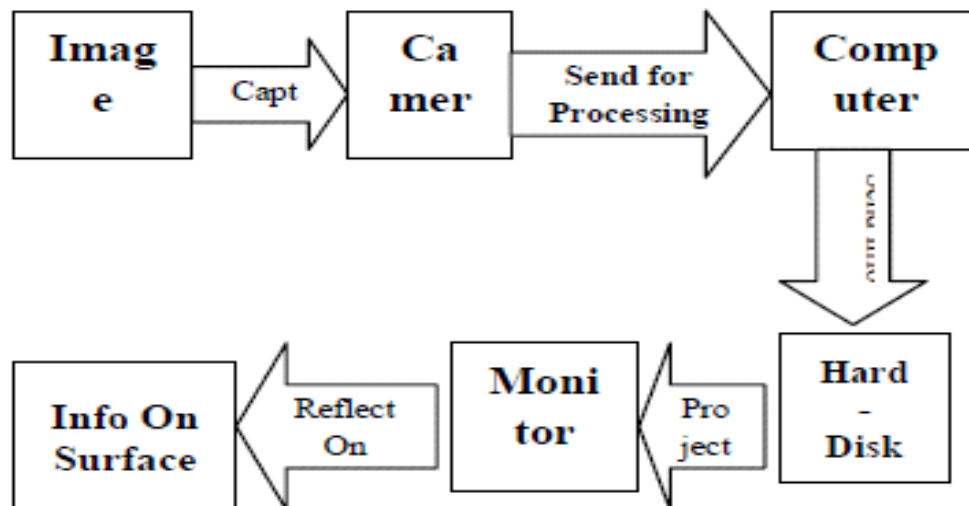 Imag
e
Capt
Ca
mer
Send for
Processing
Comp
uter
Hard
-
Disk
Pro
ject
Moni
tor
Reflect
On
Info On
Surface